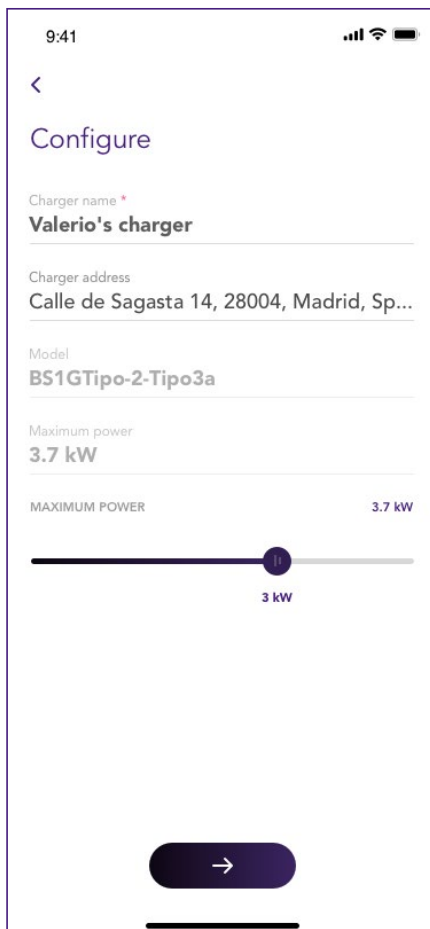 9:41
Configure
Charger name *
Valerio's charger
Charger address
Calle de Sagasta 14, 28004, Madrid, Sp...
Model
BS1GTipo-2-Tipo3a
Maximum power
3.7 kW
MAXIMUM POWER 3.7 kW
3 kW